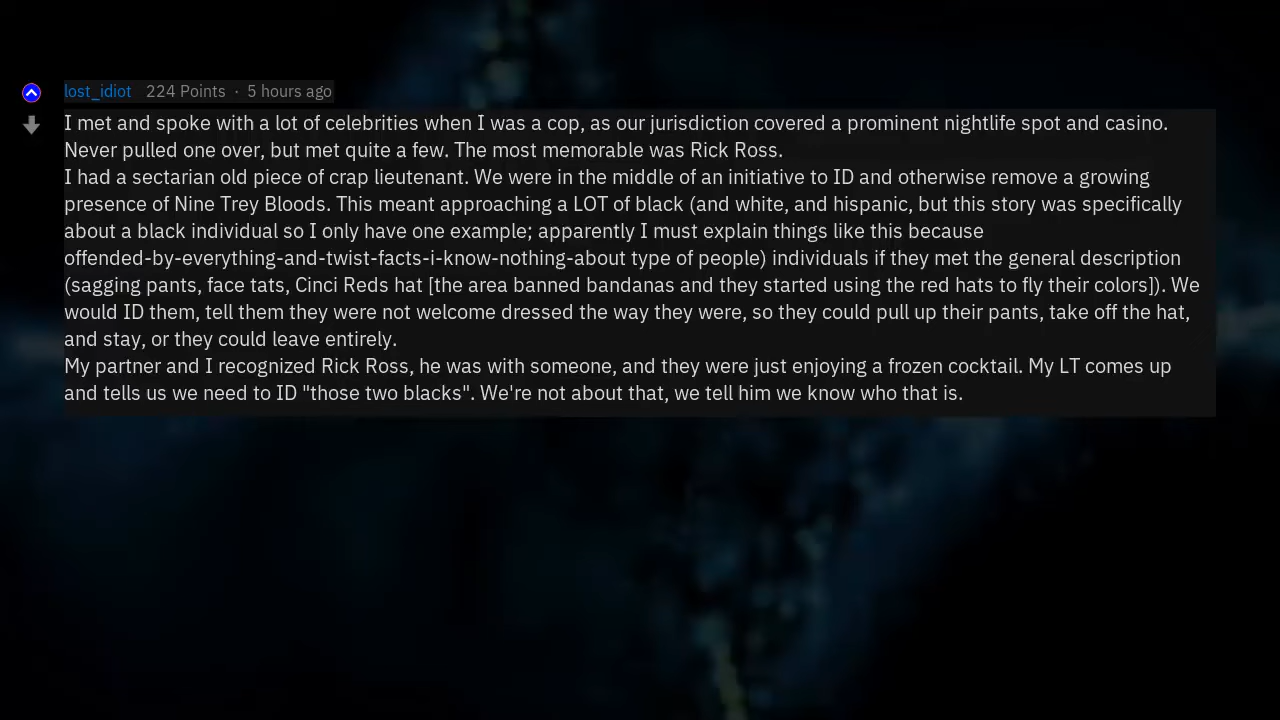 lost_idiot 224 Points · 5 hours ago
I met and spoke with a lot of celebrities when I was a cop, as our jurisdiction covered a prominent nightlife spot and casino.
Never pulled one over, but met quite a few. The most memorable was Rick Ross.
I had a sectarian old piece of crap lieutenant. We were in the middle of an initiative to ID and otherwise remove a growing
presence of Nine Trey Bloods. This meant approaching a LOT of black (and white, and hispanic, but this story was specifically
about a black individual so I only have one example; apparently I must explain things like this because
offended-by-everything-and-twist-facts-i-know-nothing-about type of people) individuals if they met the general description
(sagging pants, face tats, Cinci Reds hat [the area banned bandanas and they started using the red hats to fly their colors]). We
would ID them, tell them they were not welcome dressed the way they were, so they could pull up their pants, take off the hat,
and stay, or they could leave entirely.
My partner and I recognized Rick Ross, he was with someone, and they were just enjoying a frozen cocktail. My LT comes up
and tells us we need to ID "those two blacks". We're not about that, we tell him we know who that is.